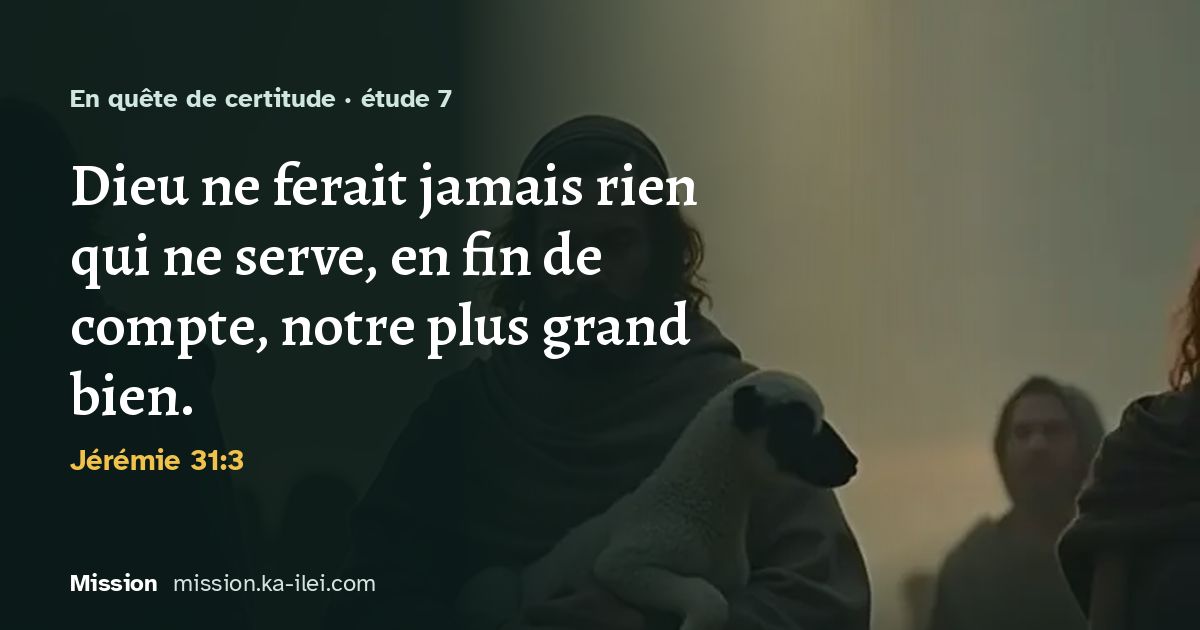 En quête de certitude · étude 7
Dieu ne ferait jamais rien
qui ne serve, en fin de
compte, notre plus grand
bien.
Jérémie 31:3
Mission mission.ka-ilei.com